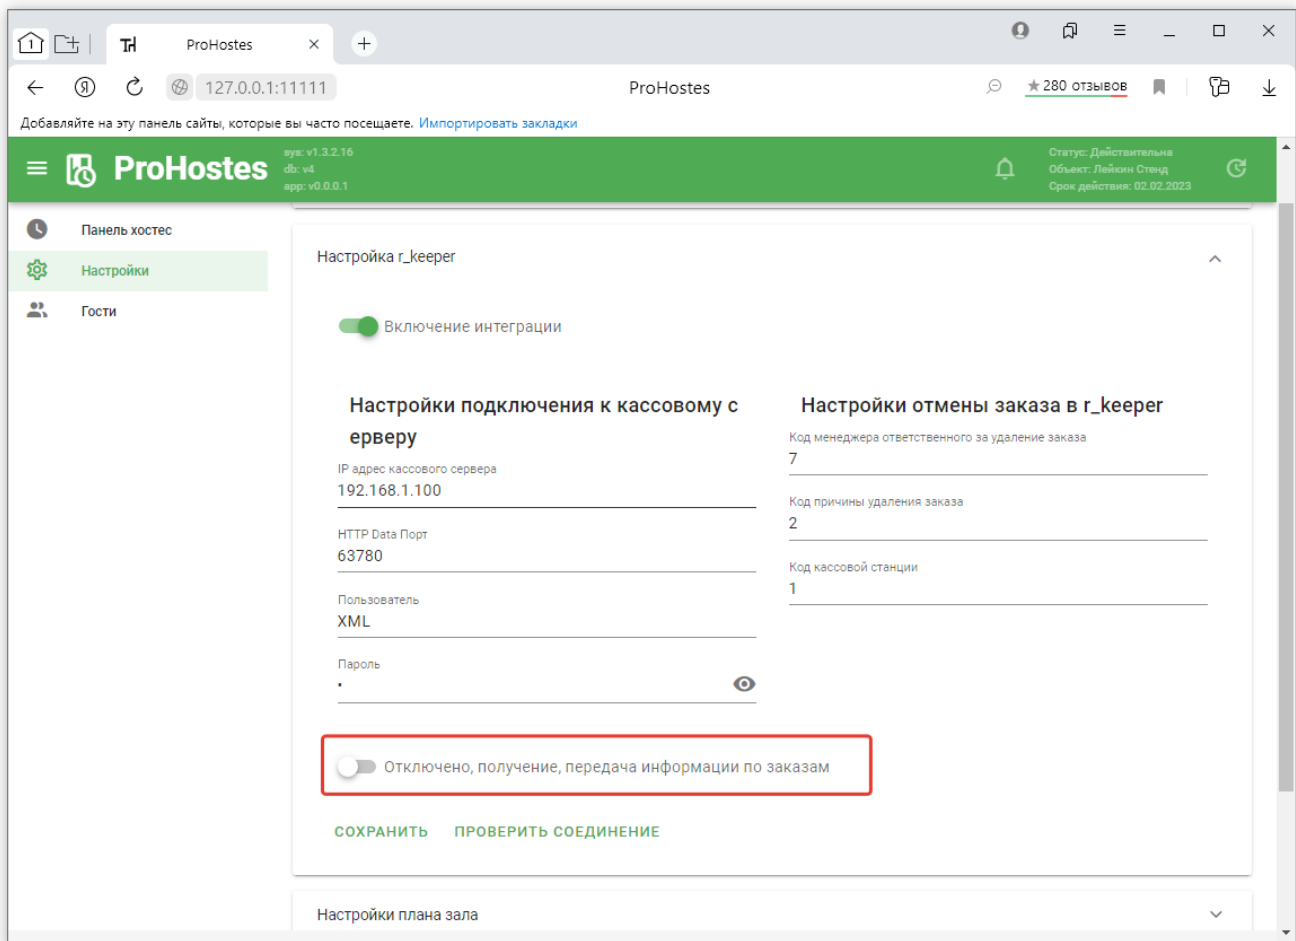 1
TH ProHostes
Я 127.0.0.1:11111 ProHostes ★ 280 отзывов
Добавляйте на эту панель сайты, которые вы часто посещаете. Импортировать закладки
ProHostes
sys: v1.3.2.16
db: v4
app: v0.0.0.1
Статус: Действительна
Объект: Лейкин Стенд
Срок действия: 02.02.2023
Панель хостес
Настройки
Гости
Настройка r_keeper
Включение интеграции
Настройки подключения к кассовому с
ерверу
IP адрес кассового сервера
192.168.1.100
HTTP Data Порт
63780
Пользователь
XML
Пароль
•
Настройки отмены заказа в r_keeper
Код менеджера ответственного за удаление заказа
7
Код причины удаления заказа
2
Код кассовой станции
1
Отключено, получение, передача информации по заказам
СОХРАНИТЬ ПРОВЕРИТЬ СОЕДИНЕНИЕ
Настройки плана зала